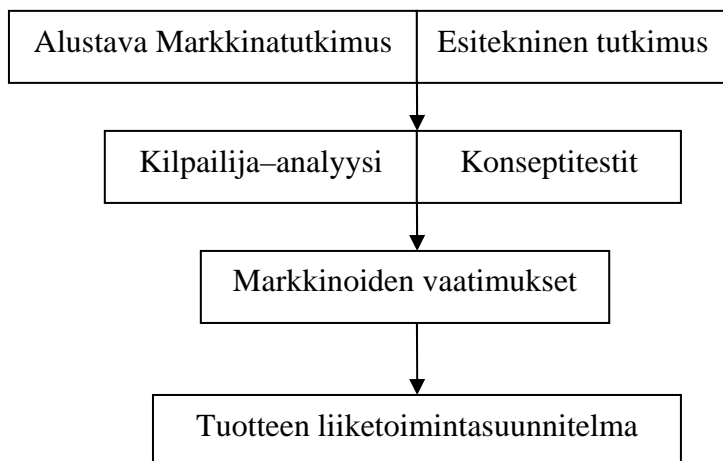 Alustava Markkinatutkimus
Esitekninen tutkimus
Kilpailija–analyysi
Konseptitestit
Markkinoiden vaatimukset
Tuotteen liiketoimintasuunnitelma